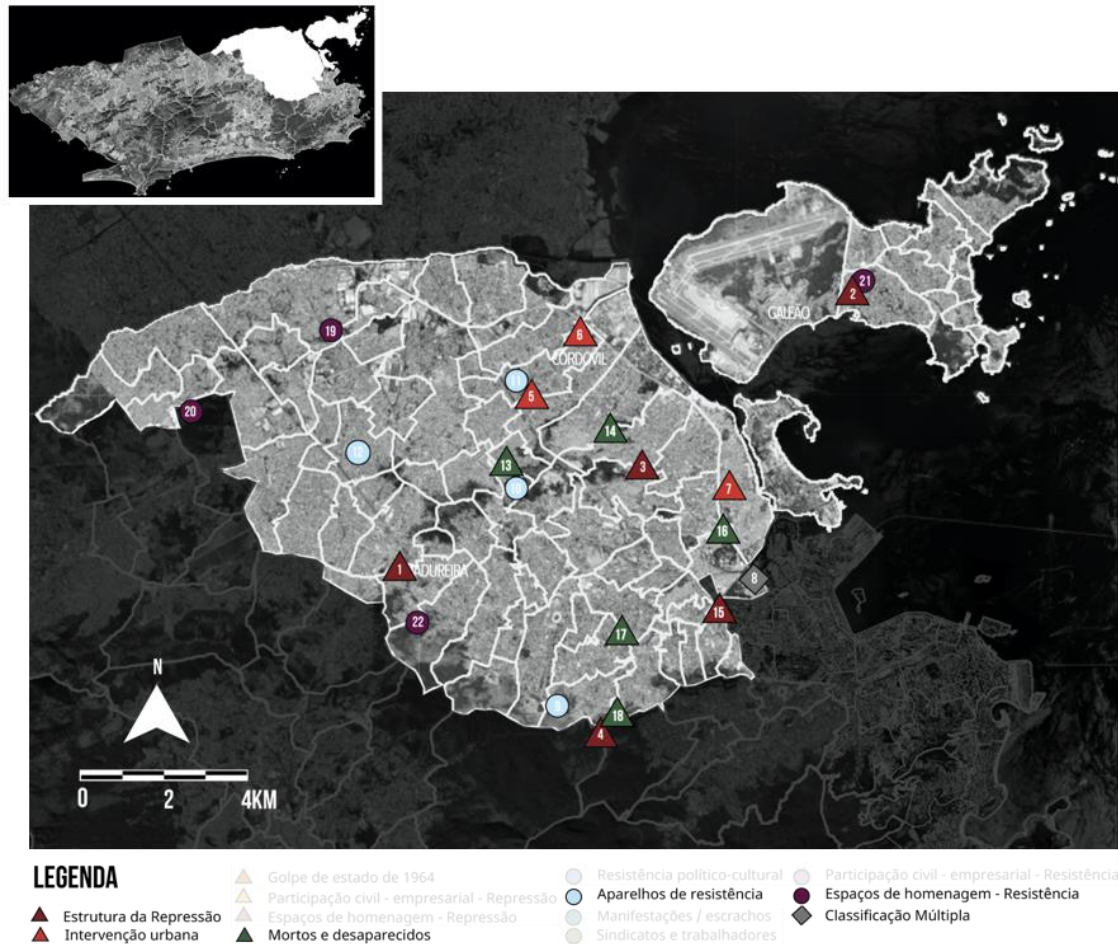 21
2
GALEÃO
19
6
CORDOVIL
11
5
20
12
14
13
3
10
7
16
1
ADUREIRA
8
15
22
17
9
18
4
N
0 2 4KM
LEGENDA
Estrutura da Repressão
Intervenção urbana
Golpe de estado de 1964
Participação civil - empresarial - Repressão
Espaços de homenagem - Repressão
Mortos e desaparecidos
Resistência político-cultural
Aparelhos de resistência
Manifestações / escrachos
Sindicatos e trabalhadores
Participação civil - empresarial - Resistência
Espaços de homenagem - Resistência
Classificação Múltipla